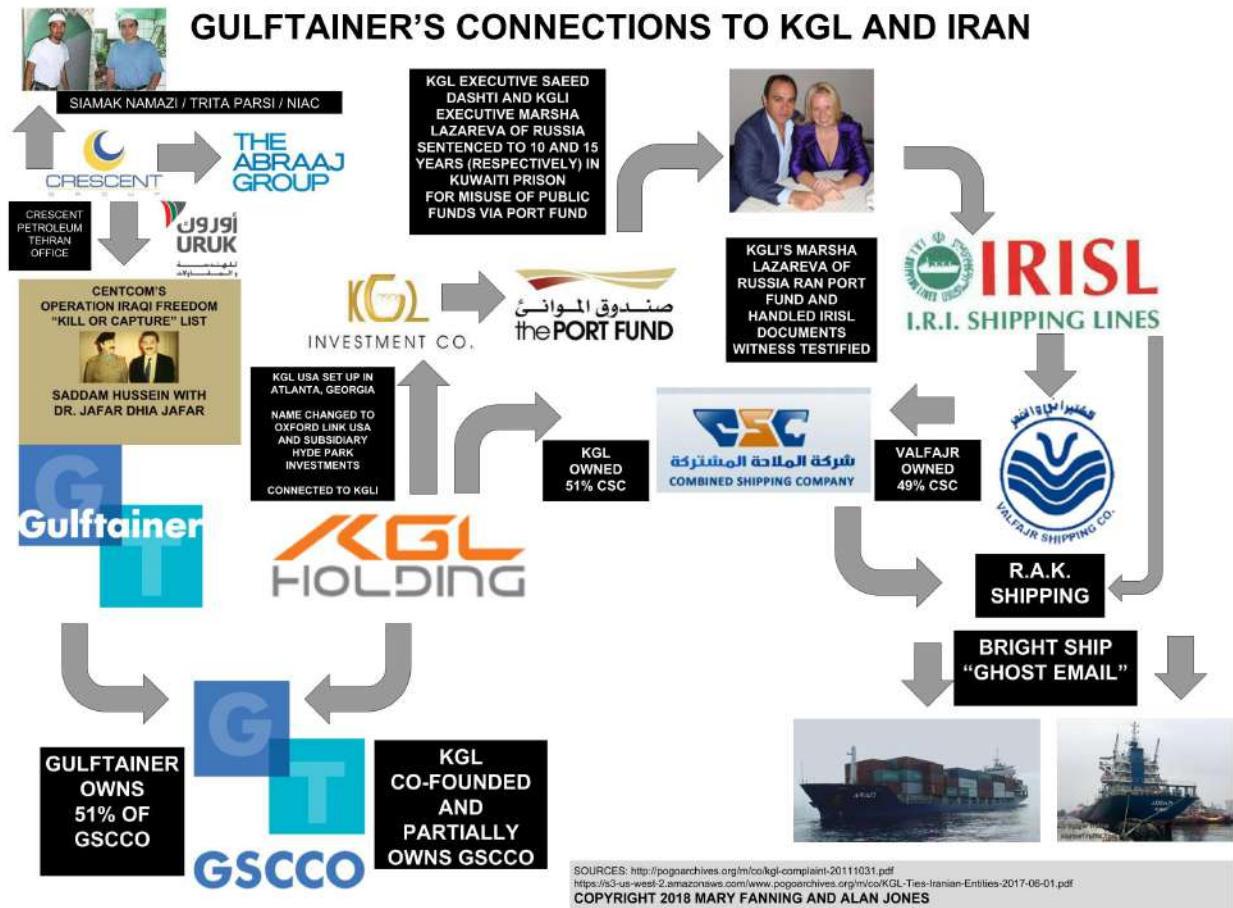 GULFTAINER'S CONNECTIONS TO KGL AND IRAN
SIAMAK NAMAZI / TRITA PARSI / NIAC
CRESCENT
GROUP
THE
ABRAAJ
GROUP
CRESCENT
PETROLEUM
TEHRAN
OFFICE
أوروك
URUK
للهندسة
والمقاولات
CENTCOM'S
OPERATION IRAQI FREEDOM
"KILL OR CAPTURE" LIST
SADDAM HUSSEIN WITH
DR. JAFAR DHIA JAFAR
G
T
Gulftainer
KGL EXECUTIVE SAEED
DASHTI AND KGLI
EXECUTIVE MARSHA
LAZAREVA OF RUSSIA
SENTENCED TO 10 AND 15
YEARS (RESPECTIVELY) IN
KUWAITI PRISON
FOR MISUSE OF PUBLIC
FUNDS VIA PORT FUND
KGL
INVESTMENT CO.
صندوق الموانئ
the PORT FUND
KGLI'S MARSHA
LAZAREVA OF
RUSSIA RAN PORT
FUND AND
HANDLED IRISL
DOCUMENTS
WITNESS TESTIFIED
IRISL
I.R.I. SHIPPING LINES
KGL USA SET UP IN
ATLANTA, GEORGIA
NAME CHANGED TO
OXFORD LINK USA
AND SUBSIDIARY
HYDE PARK
INVESTMENTS
CONNECTED TO KGLI
KGL
HOLDING
KGL
OWNED
51% CSC
CSC
شركة الملاحة المشتركة
COMBINED SHIPPING COMPANY
VALFAJR
OWNED
49% CSC
VALFAJR SHIPPING CO.
R.A.K.
SHIPPING
BRIGHT SHIP
"GHOST EMAIL"
GULFTAINER
OWNS
51% OF
GSCCO
G
T
GSCCO
KGL
CO-FOUNDED
AND
PARTIALLY
OWNS GSCCO
SOURCES: http://pogoarchives.org/m/co/kgl-complaint-20111031.pdf
https://s3-us-west-2.amazonaws.com/www.pogoarchives.org/m/co/KGL-Ties-Iranian-Entities-2017-06-01.pdf
COPYRIGHT 2018 MARY FANNING AND ALAN JONES